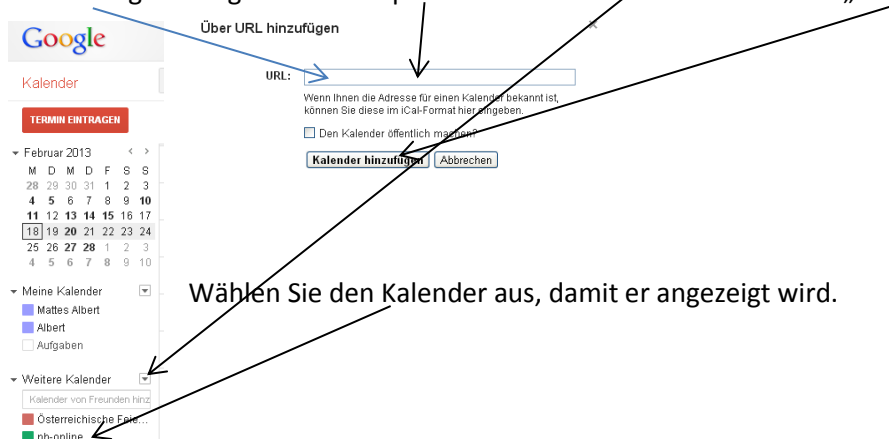 Google
Über URL hinzufügen
Kalender
URL:
Wenn Ihnen die Adresse für einen Kalender bekannt ist,
können Sie diese im iCal-Format hier eingeben.
Den Kalender öffentlich machen?
TERMIN EINTRAGEN
Kalender hinzufügen Abbrechen
Februar 2013 < >
M D M D F S S
28 29 30 31 1 2 3
4 5 6 7 8 9 10
11 12 13 14 15 16 17
18 19 20 21 22 23 24
25 26 27 28 1 2 3
4 5 6 7 8 9 10
Meine Kalender
Wählen Sie den Kalender aus, damit er angezeigt wird.
Mattes Albert
Albert
Aufgaben
Weitere Kalender
Kalender von Freunden hinz
Österreichische Feie...